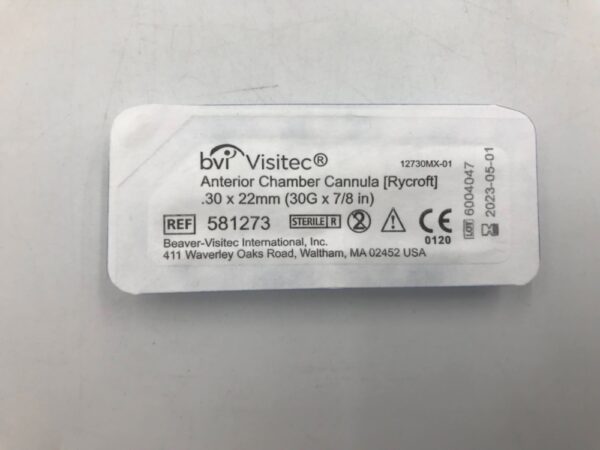 bvi Visitec®
12730MX-01
Anterior Chamber Cannula [Rycroft]
.30 x 22mm (30G x 7/8 in)
REF 581273 STERILE R 2 CE
0120
Beaver-Visitec International, Inc.
411 Waverley Oaks Road, Waltham, MA 02452 USA
LOT 6004047
2023-05-01